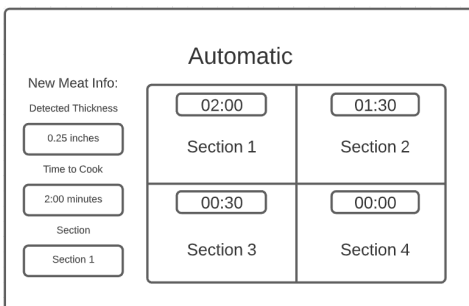 Automatic
New Meat Info:
Detected Thickness
0.25 inches
Time to Cook
2:00 minutes
Section
Section 1
02:00
Section 1
01:30
Section 2
00:30
Section 3
00:00
Section 4